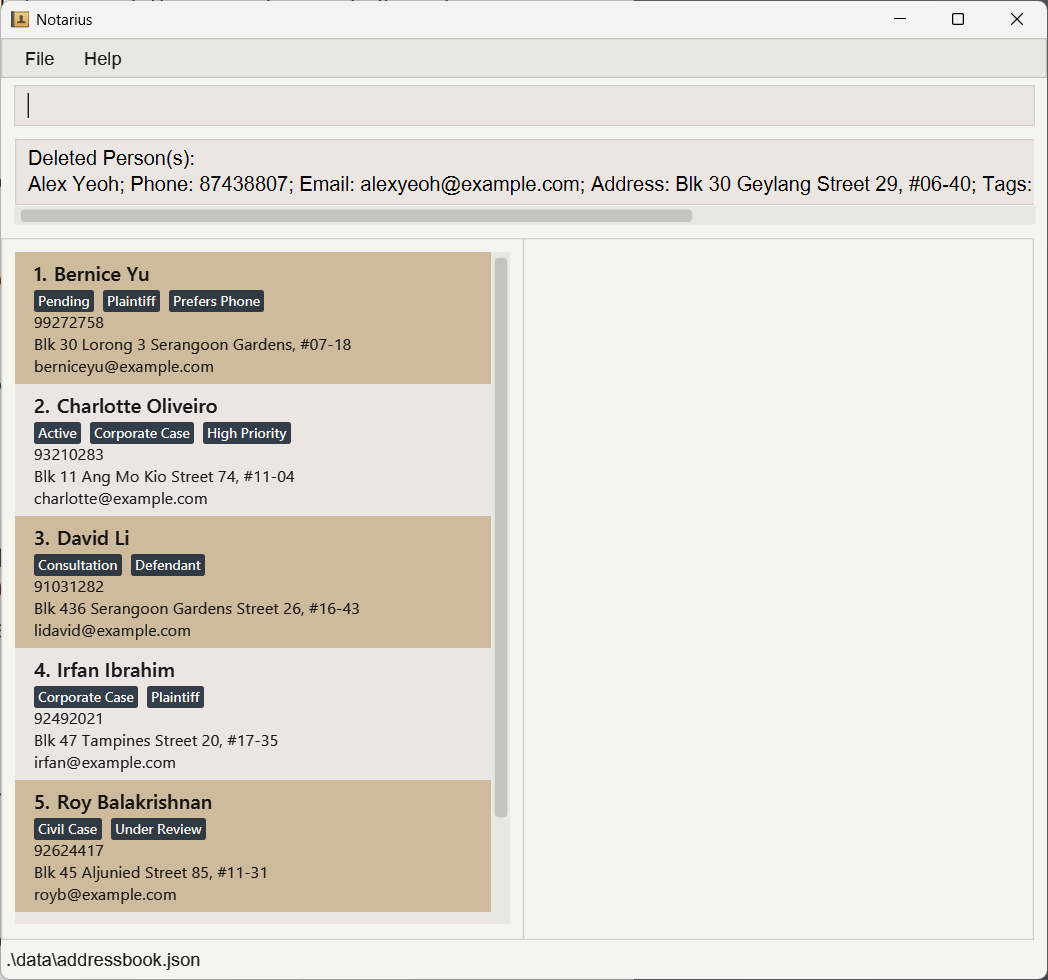 Notarius
File Help
Deleted Person(s):
Alex Yeoh; Phone: 87438807; Email: alexyeoh@example.com; Address: Blk 30 Geylang Street 29, #06-40; Tags:
1. Bernice Yu
Pending Plaintiff Prefers Phone
99272758
Blk 30 Lorong 3 Serangoon Gardens, #07-18
berniceyu@example.com
2. Charlotte Oliveiro
Active Corporate Case High Priority
93210283
Blk 11 Ang Mo Kio Street 74, #11-04
charlotte@example.com
3. David Li
Consultation Defendant
91031282
Blk 436 Serangoon Gardens Street 26, #16-43
lidavid@example.com
4. Irfan Ibrahim
Corporate Case Plaintiff
92492021
Blk 47 Tampines Street 20, #17-35
irfan@example.com
5. Roy Balakrishnan
Civil Case Under Review
92624417
Blk 45 Aljunied Street 85, #11-31
royb@example.com
.\data\addressbook.json